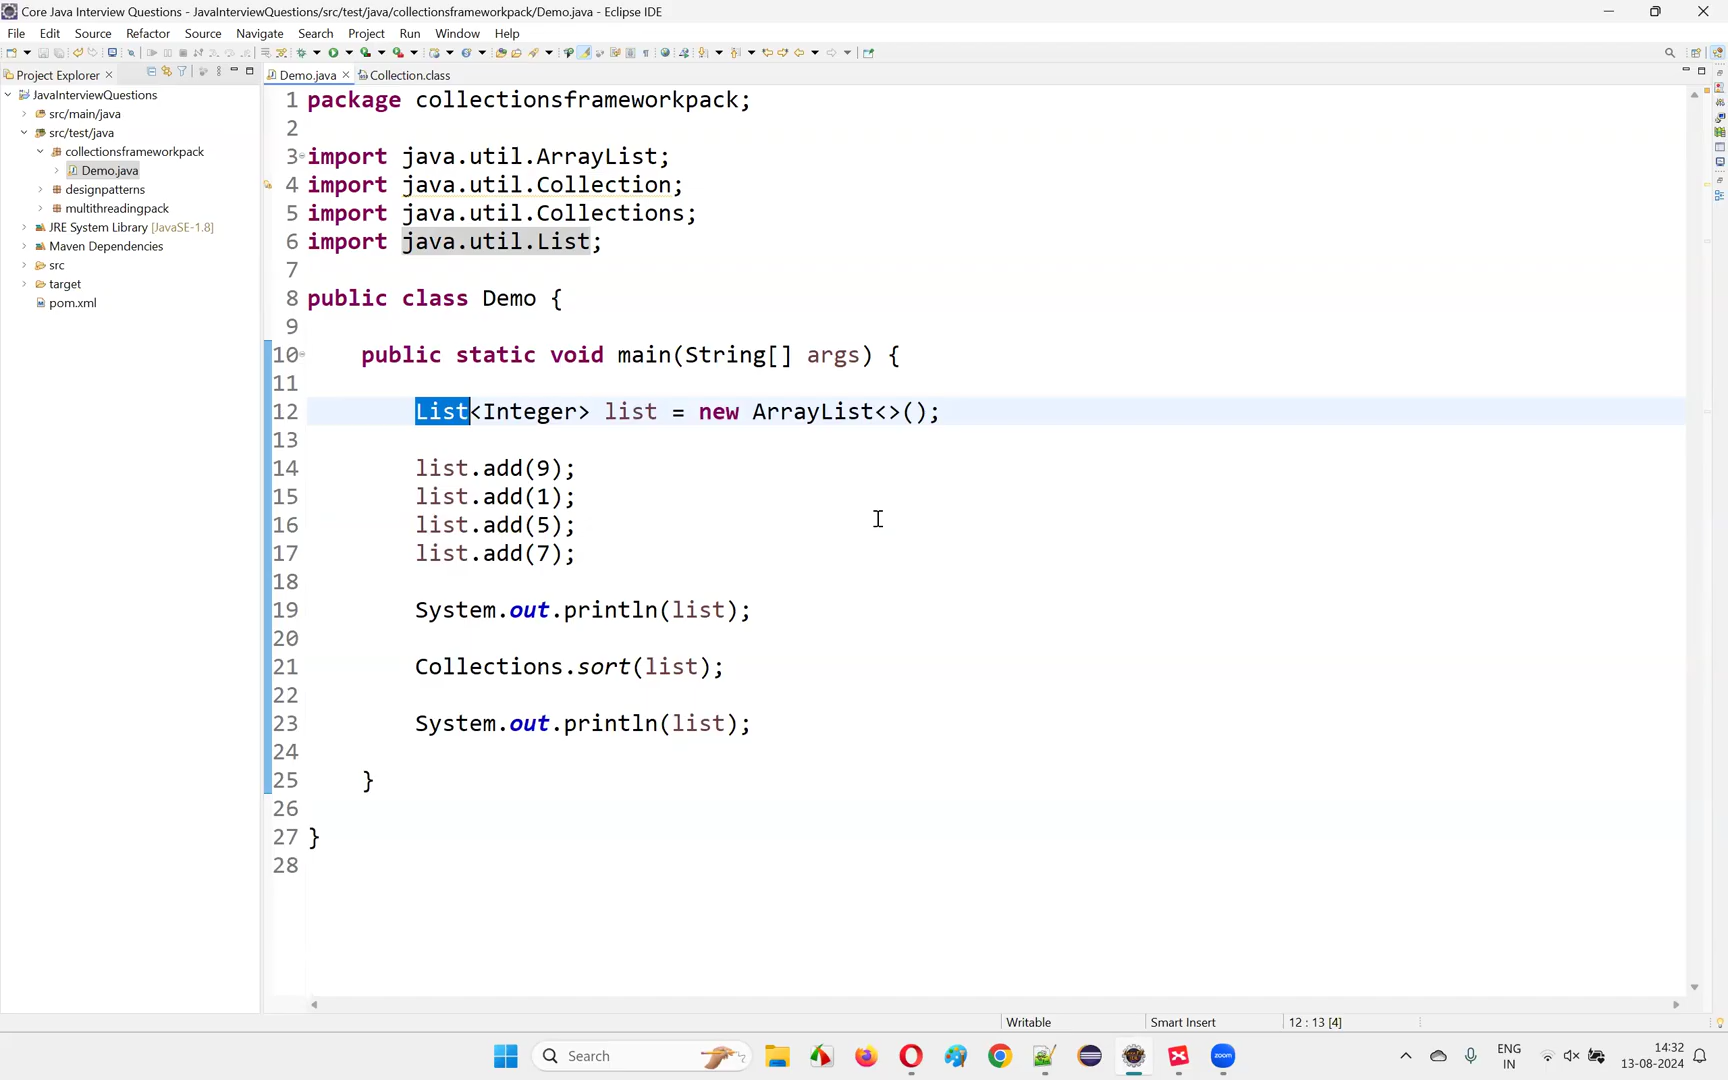 Core Java Interview Questions - JavaInterviewQuestions/src/test/java/collectionsframeworkpack/Demo.java - Eclipse IDE
File Edit Source Refactor Source Navigate Search Project Run Window Help
Project Explorer
JavaInterviewQuestions
src/main/java
src/test/java
collectionsframeworkpack
Demo.java
designpatterns
multithreadingpack
JRE System Library [JavaSE-1.8]
Maven Dependencies
src
target
pom.xml
Demo.java Collection.class
1 package collectionsframeworkpack;
2
3 import java.util.ArrayList;
4 import java.util.Collection;
5 import java.util.Collections;
6 import java.util.List;
7
8 public class Demo {
9
10 public static void main(String[] args) {
11
12 List<Integer> list = new ArrayList<>();
13
14 list.add(9);
15 list.add(1);
16 list.add(5);
17 list.add(7);
18
19 System.out.println(list);
20
21 Collections.sort(list);
22
23 System.out.println(list);
24
25 }
26
27 }
28
Writable Smart Insert 12 : 13 [4]
Search
zoom
ENG
IN
14:32
13-08-2024